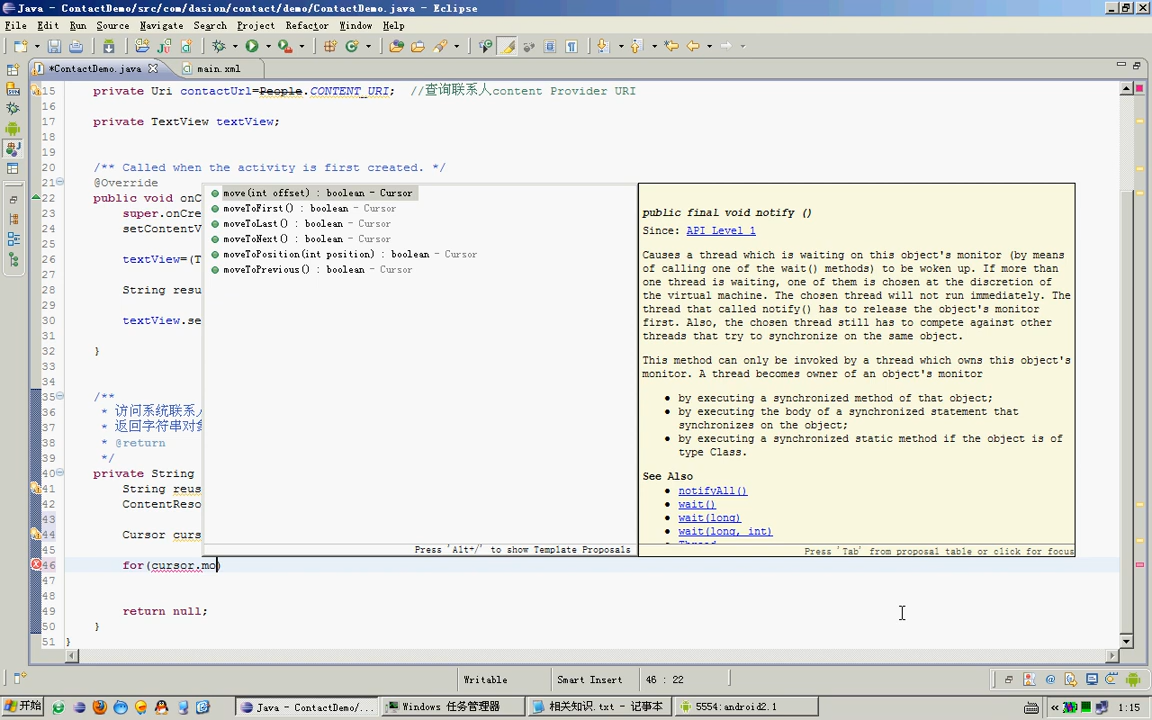 Java - ContactDemo/src/com/dasion/contact/demo/ContactDemo.java - Eclipse
File Edit Run Source Navigate Search Project Refactor Window Help
*ContactDemo.java main.xml
15 private Uri contactUrl=People.CONTENT_URI; //查询联系人content Provider URI
16
17 private TextView textView;
18
19
20 /** Called when the activity is first created. */
21 @Override
22 public void onC
23 super.onCre
24 setContentV
25
26 textView=(T
27
28 String resu
29
30 textView.se
31
32 }
33
34
35 /**
36 * 访问系统联系人
37 * 返回字符串对象
38 * @return
39 */
40 private String
41 String reus
42 ContentReso
43
44 Cursor curs
45
46 for(cursor.mo)
47
48
49 return null;
50 }
51 }
move(int offset) : boolean - Cursor
moveToFirst() : boolean - Cursor
moveToLast() : boolean - Cursor
moveToNext() : boolean - Cursor
moveToPosition(int position) : boolean - Cursor
moveToPrevious() : boolean - Cursor
Press 'Alt+/' to show Template Proposals
public final void notify ()
Since: API Level 1
Causes a thread which is waiting on this object's monitor (by means
of calling one of the wait() methods) to be woken up. If more than
one thread is waiting, one of them is chosen at the discretion of
the virtual machine. The chosen thread will not run immediately. The
thread that called notify() has to release the object's monitor
first. Also, the chosen thread still has to compete against other
threads that try to synchronize on the same object.
This method can only be invoked by a thread which owns this object's
monitor. A thread becomes owner of an object's monitor
• by executing a synchronized method of that object;
• by executing the body of a synchronized statement that
synchronizes on the object;
• by executing a synchronized static method if the object is of
type Class.
See Also
• notifyAll()
• wait()
• wait(long)
• wait(long, int)
• Thread
Press 'Tab' from proposal table or click for focus
Writable Smart Insert 46 : 22
开始 Java - ContactDemo/... Windows 任务管理器 相关知识.txt - 记事本 5554:android2.1 « 1:15